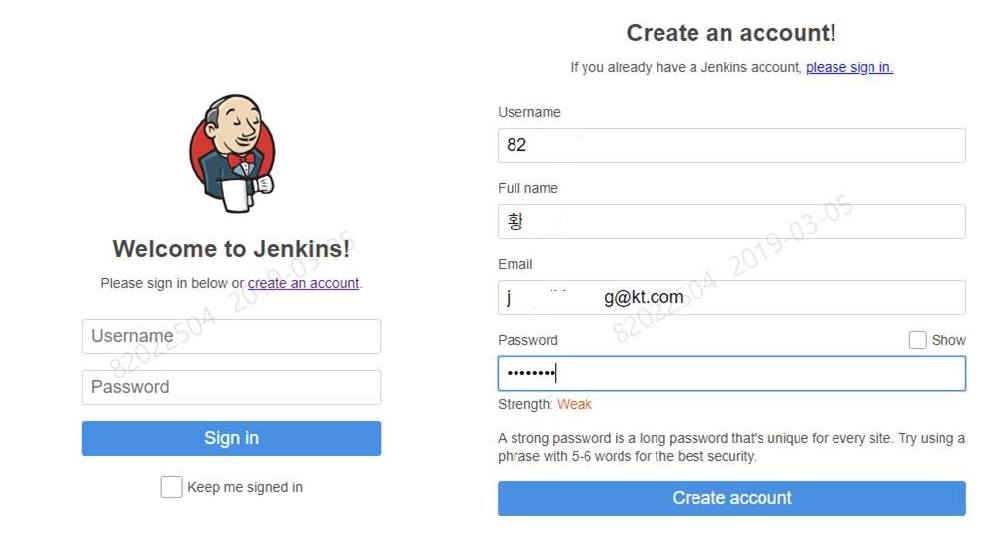 Welcome to Jenkins!
Please sign in below or create an account.
Username
Password
Sign in
Keep me signed in
82022504 2019-03-05
Create an account!
If you already have a Jenkins account, please sign in.
Username
82
Full name
황
Email
j g@kt.com
Password
Show
••••••••
Strength: Weak
A strong password is a long password that's unique for every site. Try using a
phrase with 5-6 words for the best security.
Create account
82022504 2019-03-05